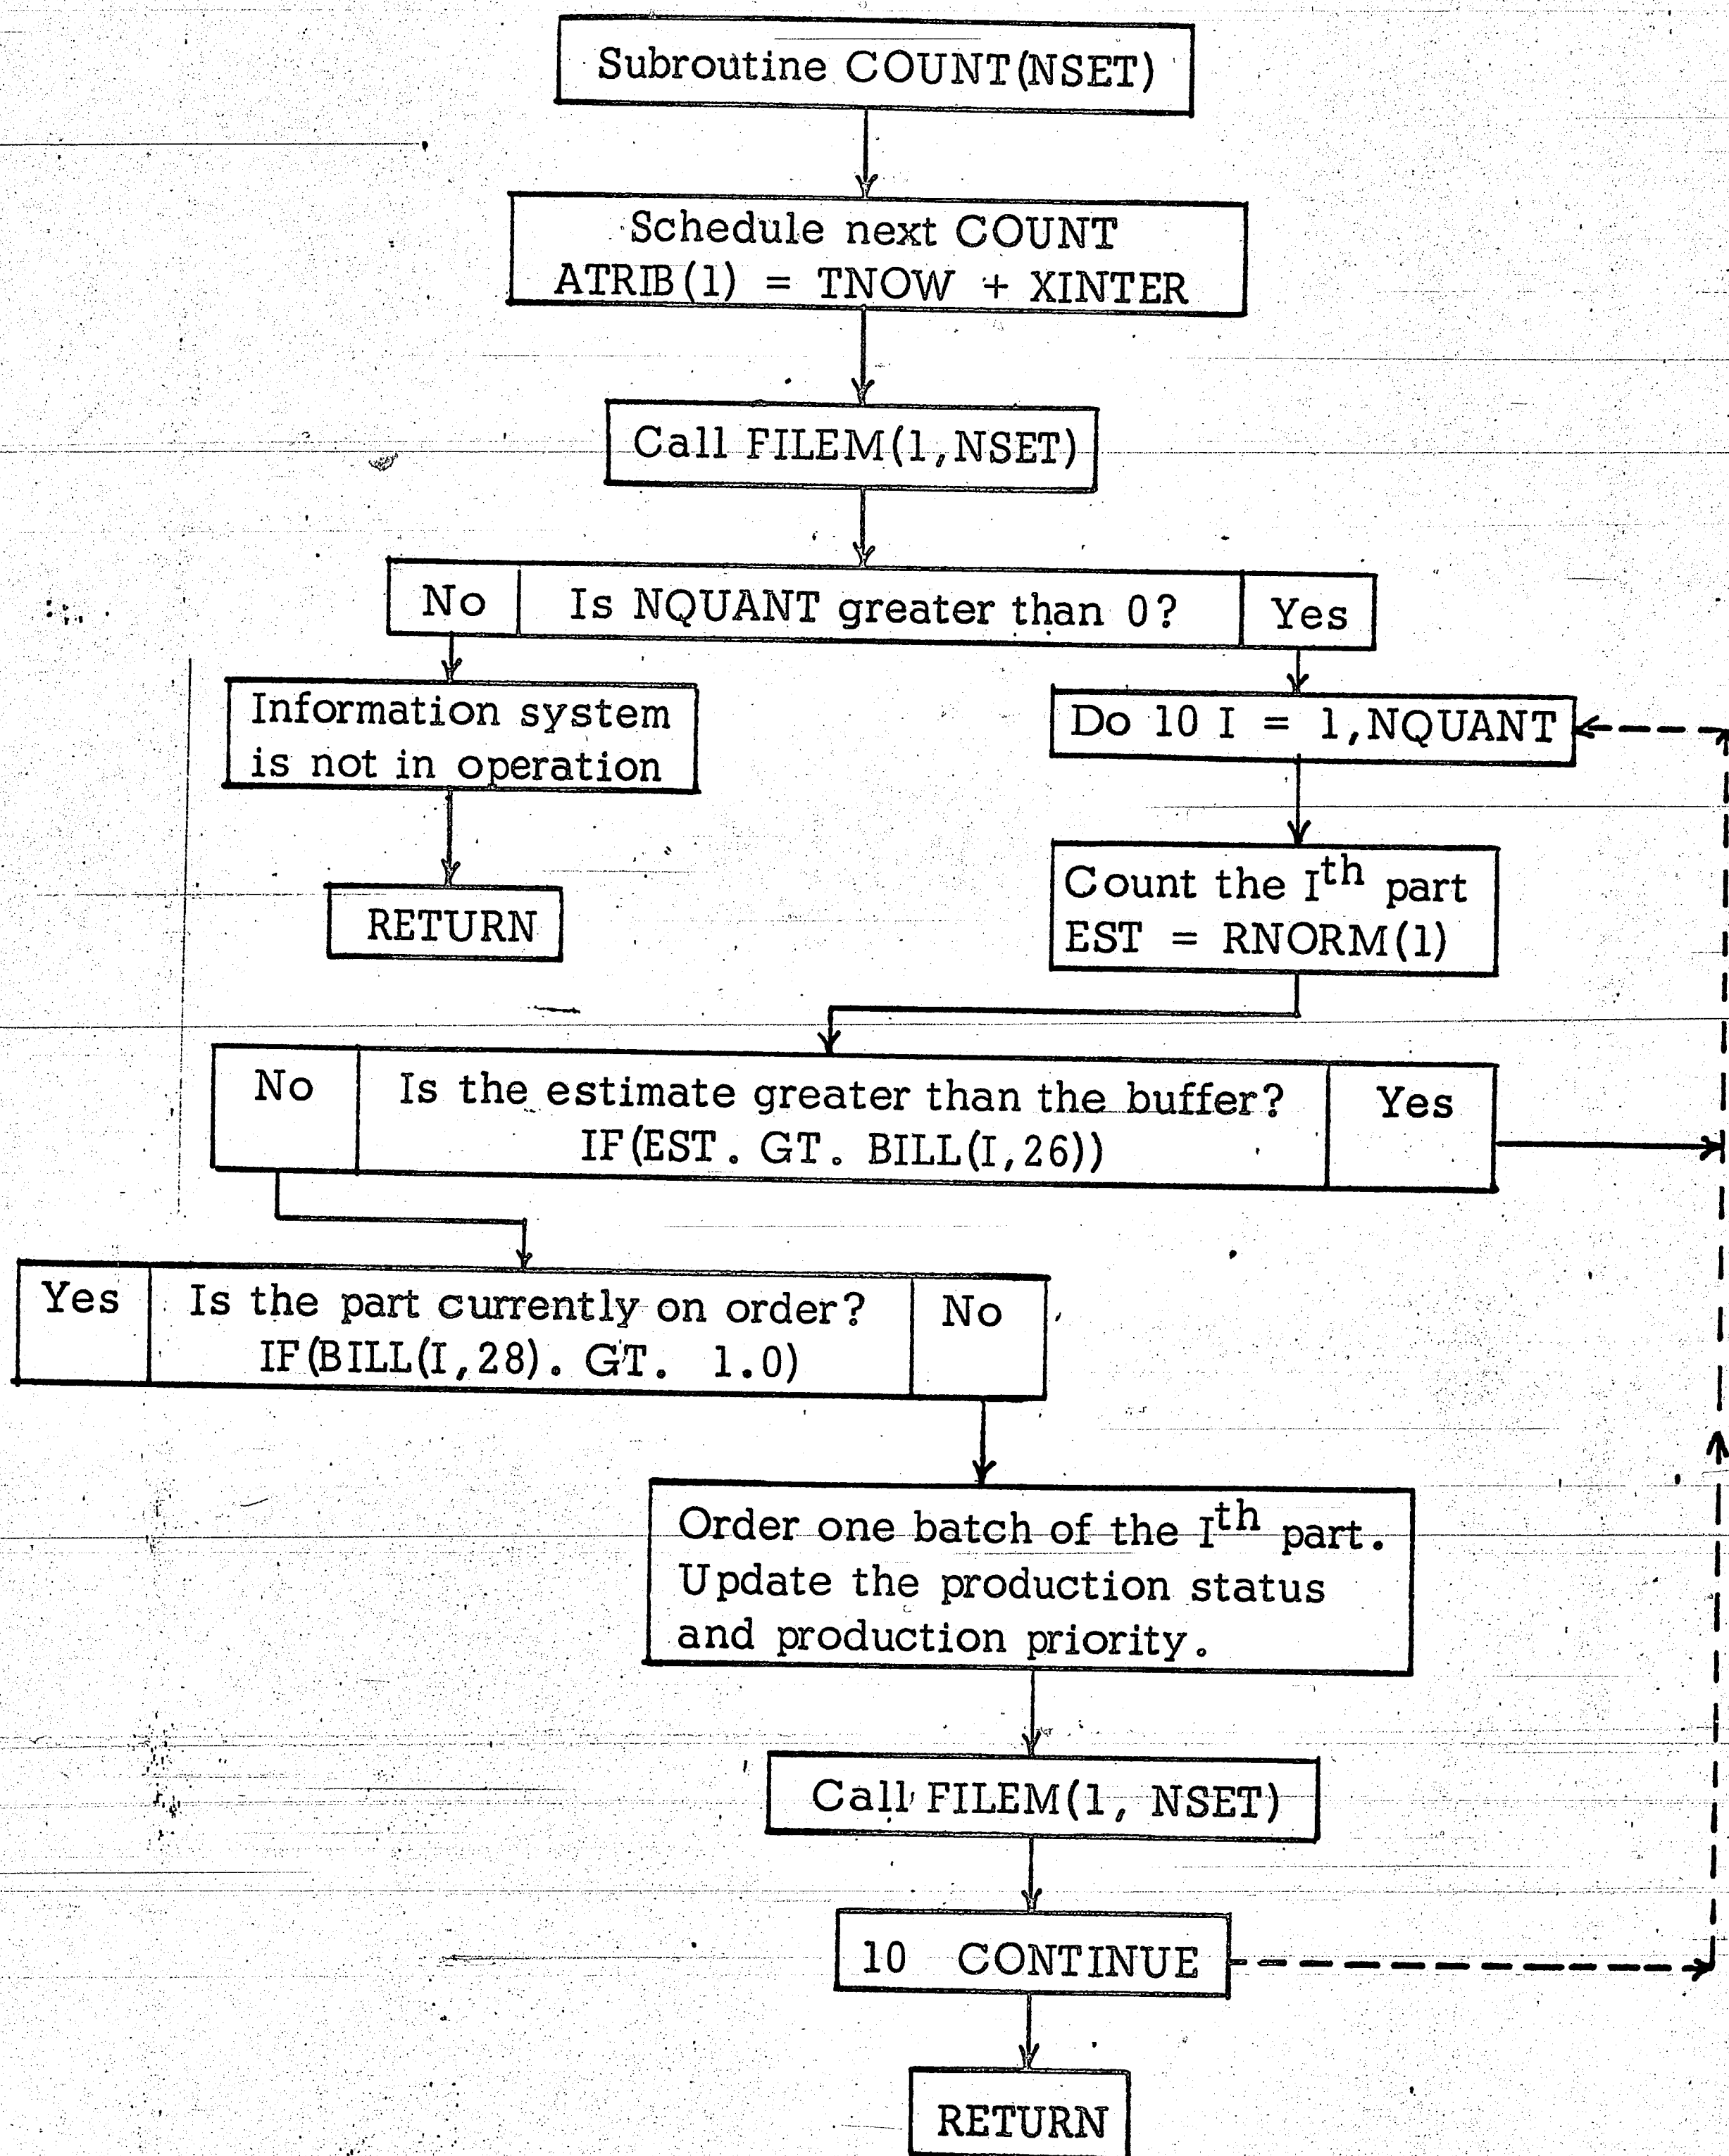 Subroutine COUNT(NSET)
Schedule next COUNT
ATRIB(1) = TNOW + XINTER
Call FILEM(1,NSET)
No Is NQUANT greater than 0? Yes
Information system
is not in operation
Do 10 I = 1,NQUANT
RETURN
Count the Ith part
EST = RNORM(1)
No Is the estimate greater than the buffer? Yes
IF(EST. GT. BILL(I,26))
Yes Is the part currently on order? No
IF(BILL(I,28). GT. 1.0)
Order one batch of the Ith part.
Update the production status
and production priority.
Call FILEM(1, NSET)
10 CONTINUE
RETURN